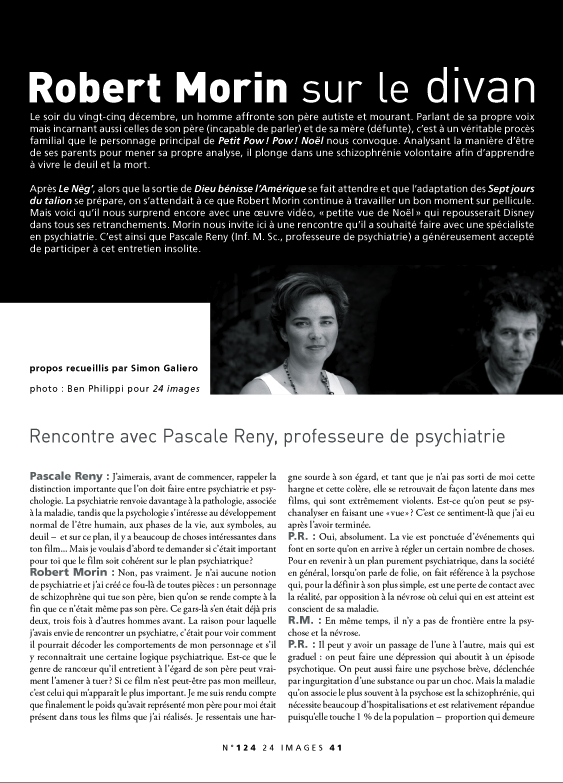 Robert Morin sur le divan
Le soir du vingt-cinq décembre, un homme affronte son père autiste et mourant. Parlant de sa propre voix
mais incarnant aussi celles de son père (incapable de parler) et de sa mère (défunte), c'est à un véritable procès
familial que le personnage principal de Petit Pow ! Pow ! Noël nous convoque. Analysant la manière d'être
de ses parents pour mener sa propre analyse, il plonge dans une schizophrénie volontaire afin d'apprendre
à vivre le deuil et la mort.
Après Le Nèg', alors que la sortie de Dieu bénisse l'Amérique se fait attendre et que l'adaptation des Sept jours
du talion se prépare, on s'attendait à ce que Robert Morin continue à travailler un bon moment sur pellicule.
Mais voici qu'il nous surprend encore avec une œuvre vidéo, « petite vue de Noël » qui repousserait Disney
dans tous ses retranchements. Morin nous invite ici à une rencontre qu'il a souhaité faire avec une spécialiste
en psychiatrie. C'est ainsi que Pascale Reny (Inf. M. Sc., professeure de psychiatrie) a généreusement accepté
de participer à cet entretien insolite.
propos recueillis par Simon Galiero
photo : Ben Philippi pour 24 images
Rencontre avec Pascale Reny, professeure de psychiatrie
Pascale Reny : J'aimerais, avant de commencer, rappeler la
distinction importante que l'on doit faire entre psychiatrie et psy-
chologie. La psychiatrie renvoie davantage à la pathologie, associée
à la maladie, tandis que la psychologie s'intéresse au développement
normal de l'être humain, aux phases de la vie, aux symboles, au
deuil – et sur ce plan, il y a beaucoup de choses intéressantes dans
ton film... Mais je voulais d'abord te demander si c'était important
pour toi que le film soit cohérent sur le plan psychiatrique ?
Robert Morin : Non, pas vraiment. Je n'ai aucune notion
de psychiatrie et j'ai créé ce fou-là de toutes pièces : un personnage
de schizophrène qui tue son père, bien qu'on se rende compte à la
fin que ce n'était même pas son père. Ce gars-là s'en était déjà pris
deux, trois fois à d'autres hommes avant. La raison pour laquelle
j'avais envie de rencontrer un psychiatre, c'était pour voir comment
il pourrait décoder les comportements de mon personnage et s'il
y reconnaîtrait une certaine logique psychiatrique. Est-ce que le
genre de rancœur qu'il entretient à l'égard de son père peut vrai-
ment l'amener à tuer ? Si ce film n'est peut-être pas mon meilleur,
c'est celui qui m'apparaît le plus important. Je me suis rendu compte
que finalement le poids qu'avait représenté mon père pour moi était
présent dans tous les films que j'ai réalisés. Je ressentais une har-
gne sourde à son égard, et tant que je n'ai pas sorti de moi cette
hargne et cette colère, elle se retrouvait de façon latente dans mes
films, qui sont extrêmement violents. Est-ce qu'on peut se psy-
chanalyser en faisant une « vue » ? C'est ce sentiment-là que j'ai eu
après l'avoir terminée.
P.R. : Oui, absolument. La vie est ponctuée d'événements qui
font en sorte qu'on en arrive à régler un certain nombre de choses.
Pour en revenir à un plan purement psychiatrique, dans la société
en général, lorsqu'on parle de folie, on fait référence à la psychose
qui, pour la définir à son plus simple, est une perte de contact avec
la réalité, par opposition à la névrose où celui qui en est atteint est
conscient de sa maladie.
R.M. : En même temps, il n'y a pas de frontière entre la psy-
chose et la névrose.
P.R. : Il peut y avoir un passage de l'une à l'autre, mais qui est
graduel : on peut faire une dépression qui aboutit à un épisode
psychotique. On peut aussi faire une psychose brève, déclenchée
par ingurgitation d'une substance ou par un choc. Mais la maladie
qu'on associe le plus souvent à la psychose est la schizophrénie, qui
nécessite beaucoup d'hospitalisations et est relativement répandue
puisqu'elle touche 1 % de la population – proportion qui demeure
N°124 24 IMAGES 41